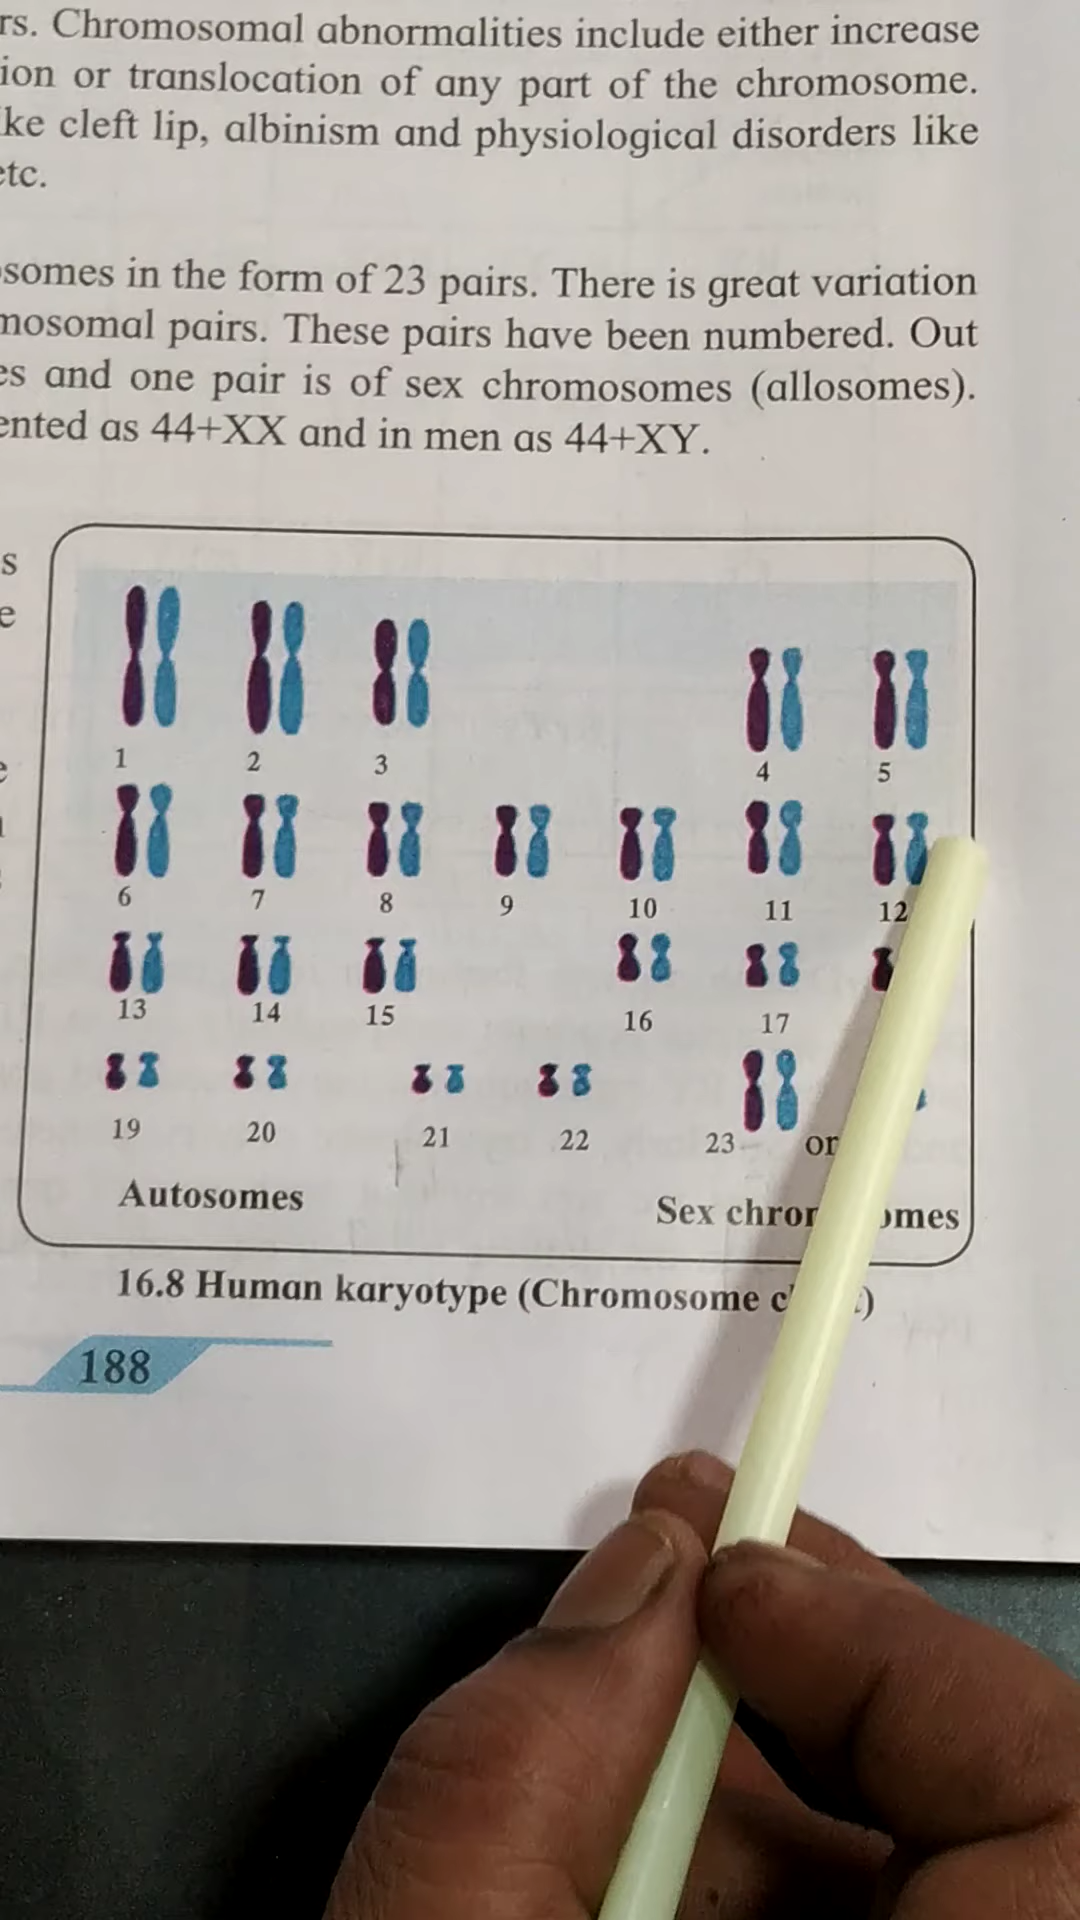 rs. Chromosomal abnormalities include either increase
ion or translocation of any part of the chromosome.
ke cleft lip, albinism and physiological disorders like
etc.
somes in the form of 23 pairs. There is great variation
mosomal pairs. These pairs have been numbered. Out
es and one pair is of sex chromosomes (allosomes).
ented as 44+XX and in men as 44+XY.
s
e
e
1 2 3 4 5
6 7 8 9 10 11 12
13 14 15 16 17
19 20 21 22 23 or
Autosomes Sex chrom omes
16.8 Human karyotype (Chromosome c )
188